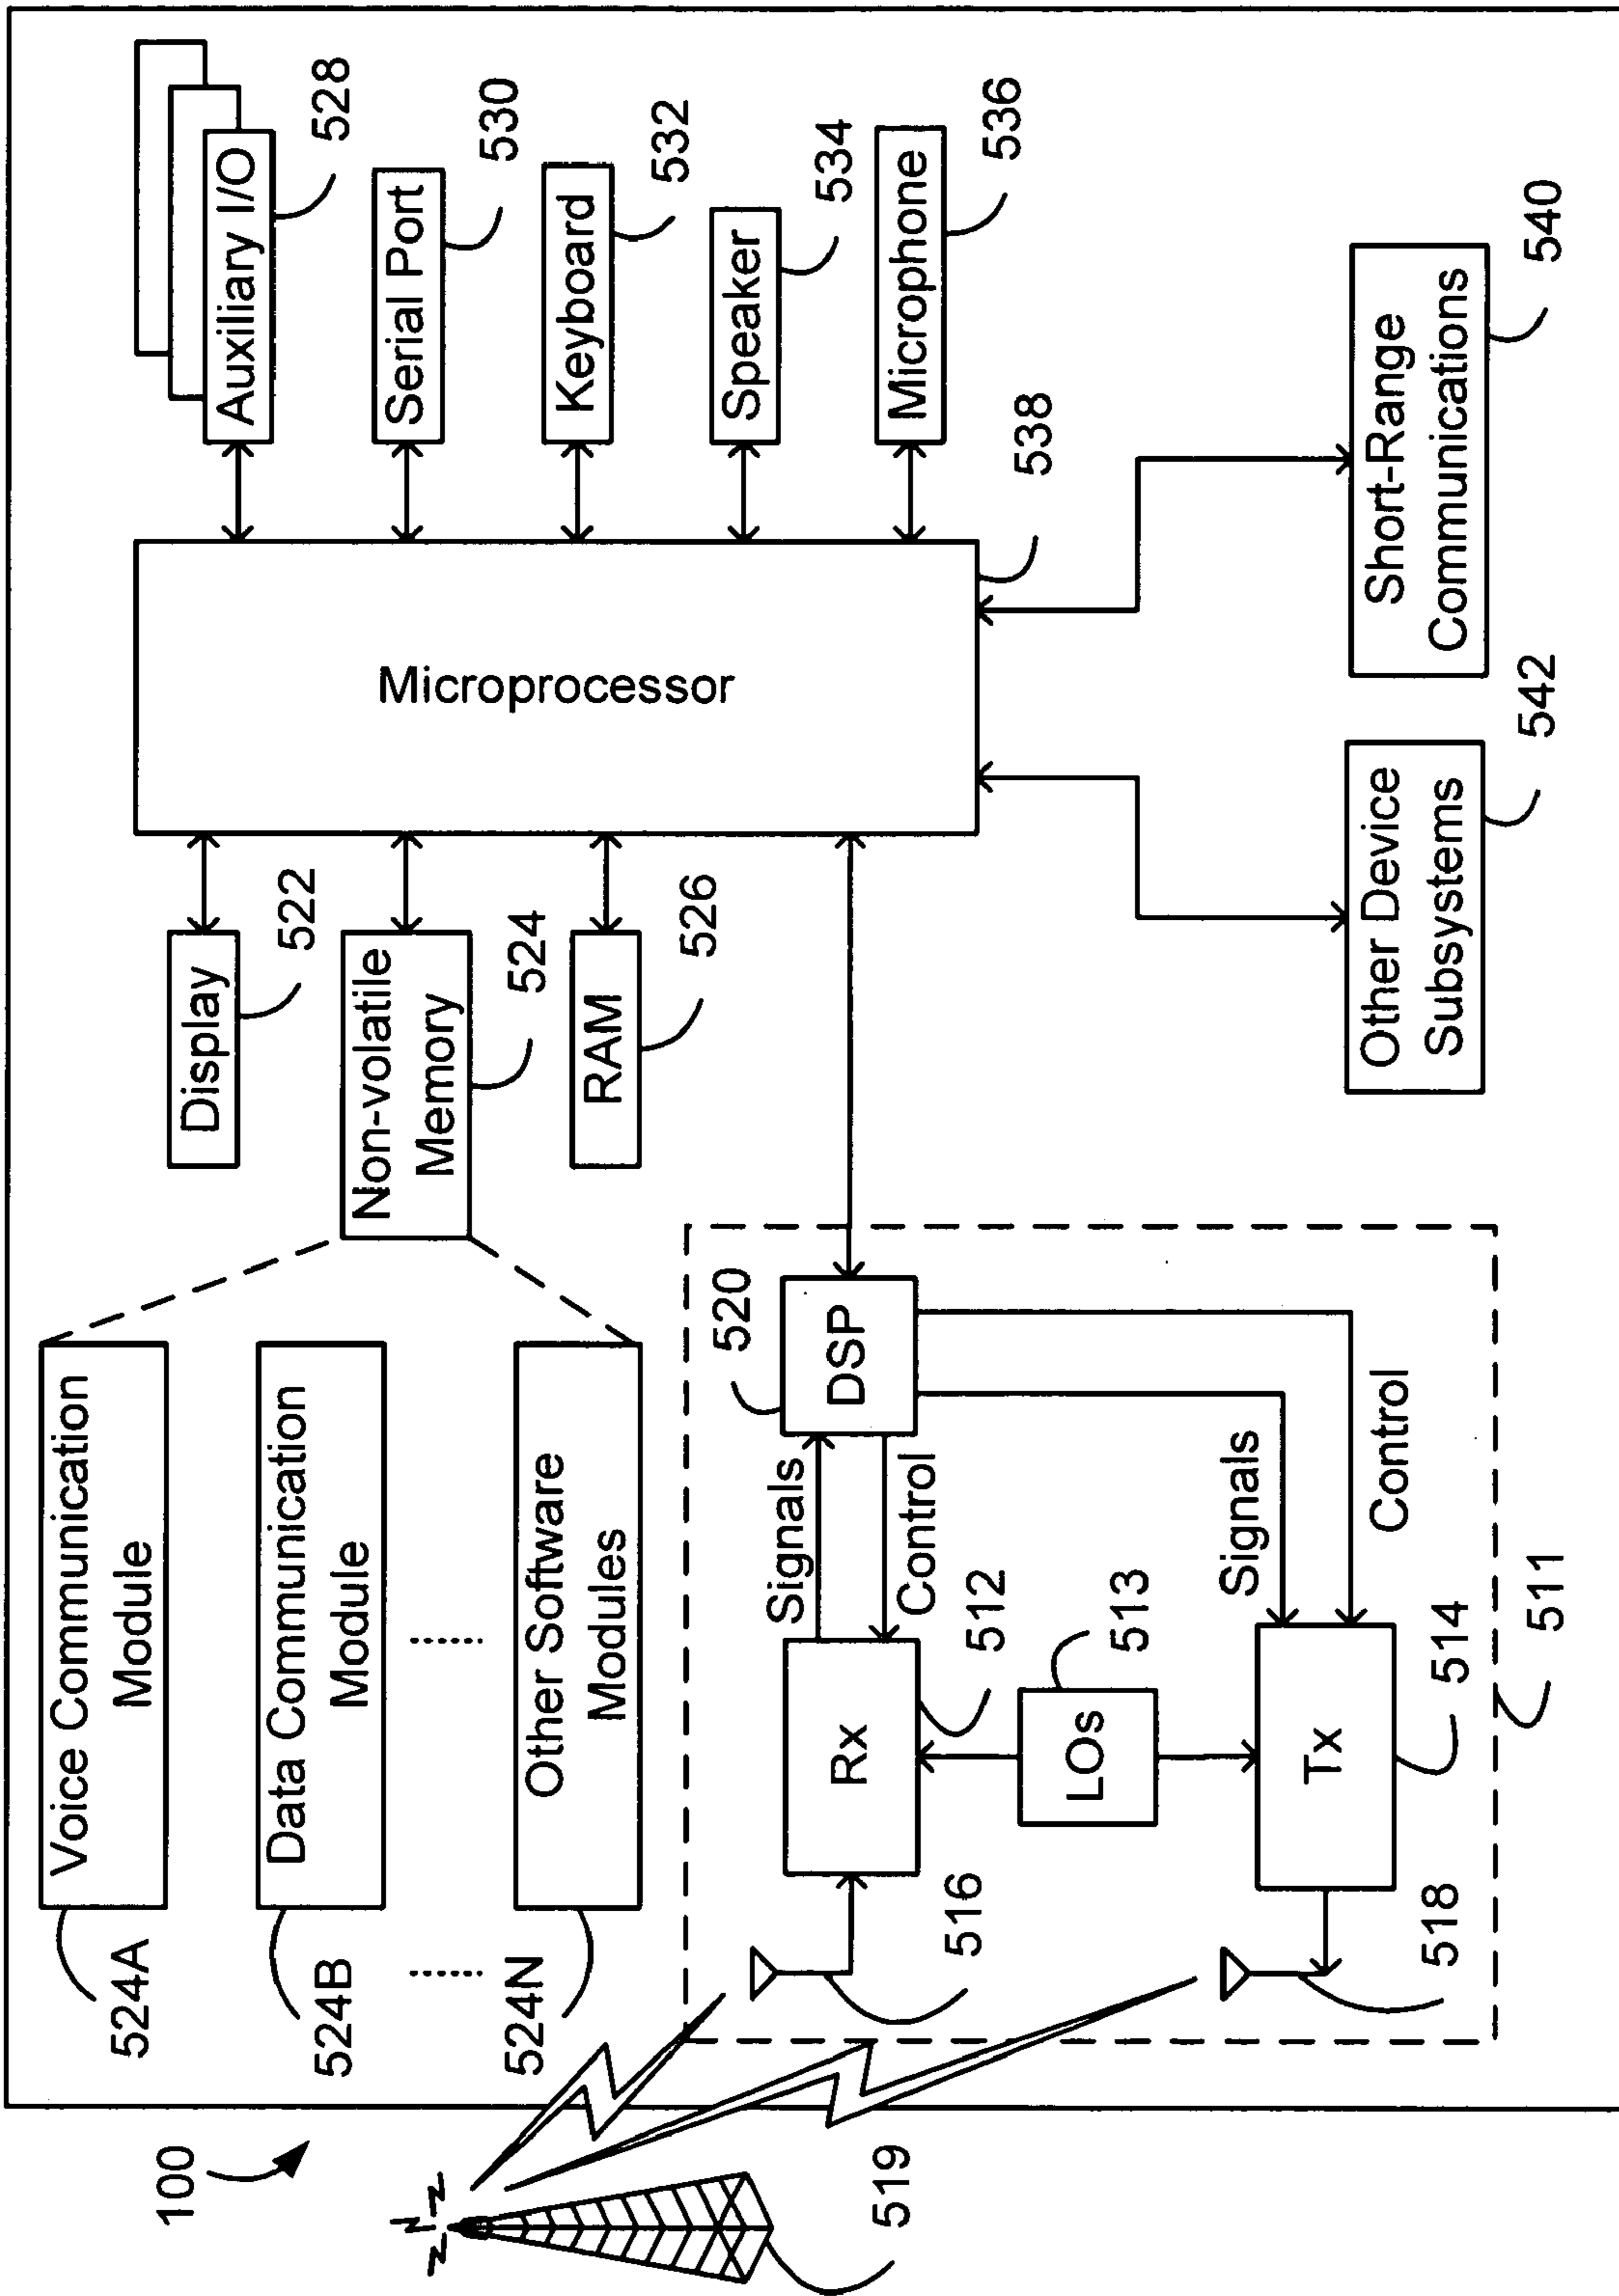 100
524A
Voice Communication
Module
524B
Data Communication
Module
524N
Other Software
Modules
Display
522
Non-volatile
Memory
524
RAM
526
Microprocessor
538
Auxiliary I/O
528
Serial Port
530
Keyboard
532
Speaker
534
Microphone
536
Short-Range
Communications
540
Other Device
Subsystems
542
520
DSP
Signals
Control
Rx
512
LOs
513
Signals
Control
Tx
514
511
516
518
519